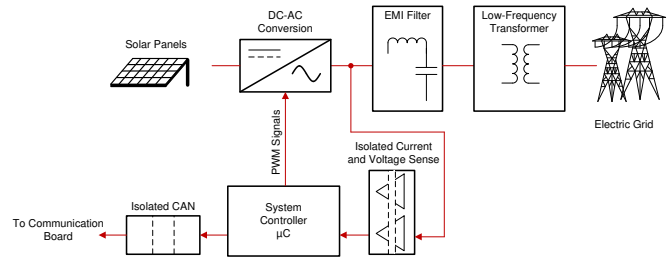 DC-AC
Conversion
EMI Filter
Low-Frequency
Transformer
Solar Panels
Electric Grid
PWM Signals
Isolated Current
and Voltage Sense
Isolated CAN
System
Controller
µC
To Communication
Board